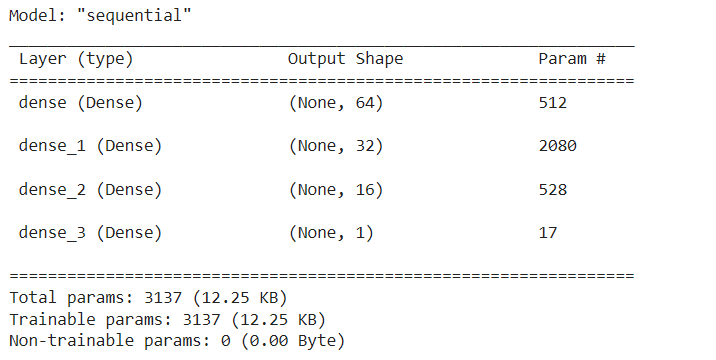 Model: "sequential"
_________________________________________________________________
Layer (type) Output Shape Param #
=================================================================
dense (Dense) (None, 64) 512
dense_1 (Dense) (None, 32) 2080
dense_2 (Dense) (None, 16) 528
dense_3 (Dense) (None, 1) 17
=================================================================
Total params: 3137 (12.25 KB)
Trainable params: 3137 (12.25 KB)
Non-trainable params: 0 (0.00 Byte)